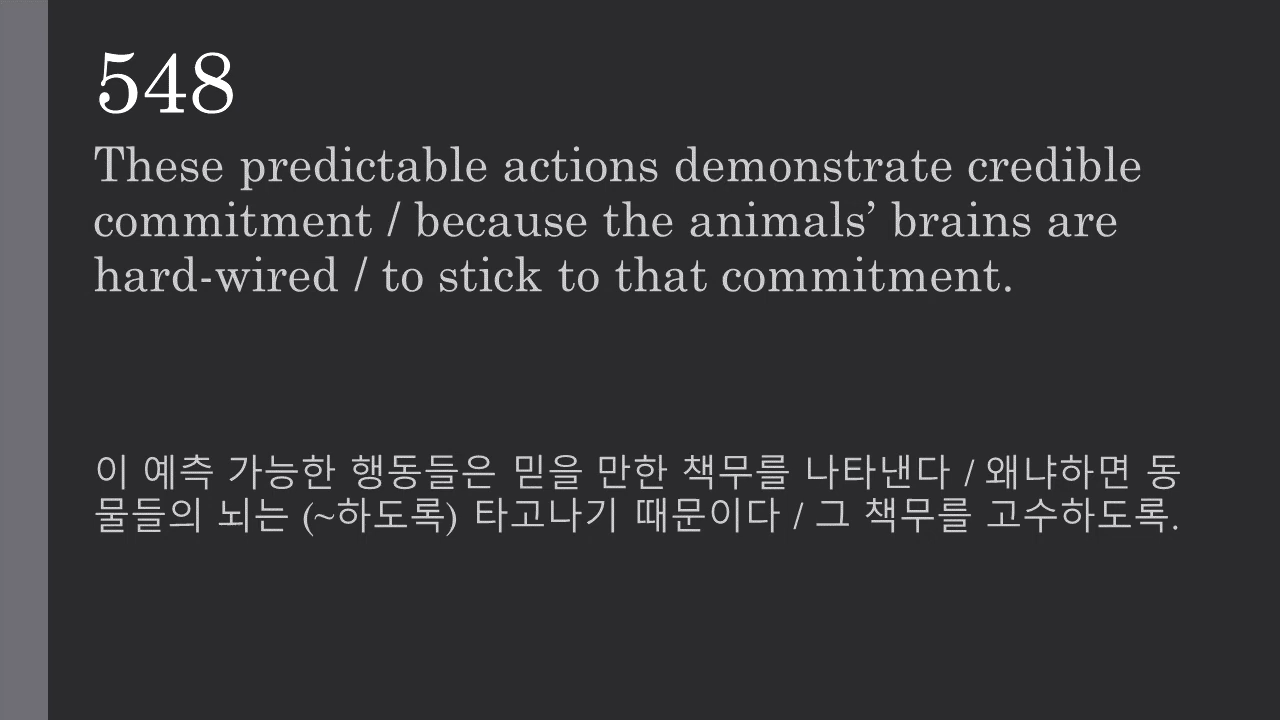 548
These predictable actions demonstrate credible
commitment / because the animals’ brains are
hard-wired / to stick to that commitment.
이 예측 가능한 행동들은 믿을 만한 책무를 나타낸다 / 왜냐하면 동
물들의 뇌는 (~하도록) 타고나기 때문이다 / 그 책무를 고수하도록.